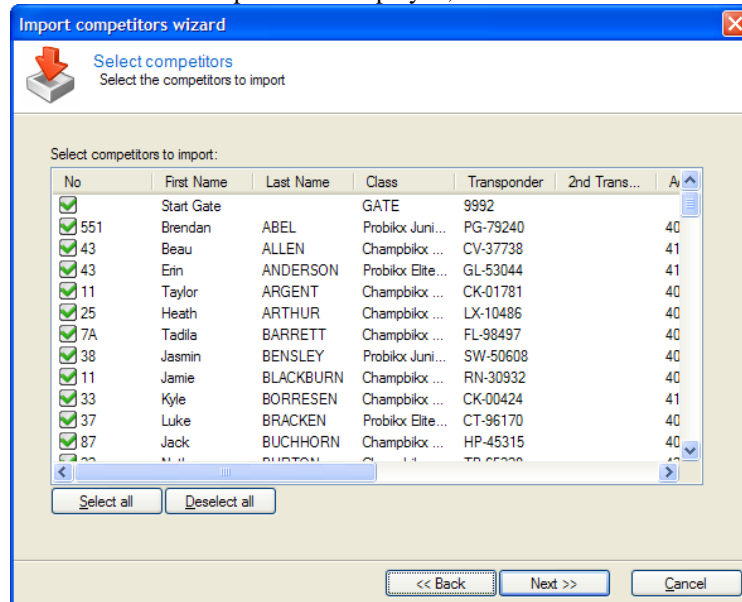 Import competitors wizard
Select competitors
Select the competitors to import
Select competitors to import:
No First Name Last Name Class Transponder 2nd Trans...
Start Gate GATE 9992
551 Brendan ABEL Probikx Juni... PG-79240 40
43 Beau ALLEN Champbikx ... CV-37738 41
43 Erin ANDERSON Probikx Elite... GL-53044 41
11 Taylor ARGENT Champbikx ... CK-01781 40
25 Heath ARTHUR Champbikx ... LX-10486 40
7A Tadila BARRETT Champbikx ... FL-98497 40
38 Jasmin BENSLEY Probikx Juni... SW-50608 40
11 Jamie BLACKBURN Champbikx ... RN-30932 40
33 Kyle BORRESEN Champbikx ... CK-00424 41
37 Luke BRACKEN Probikx Elite... CT-96170 40
87 Jack BUCHHORN Champbikx ... HP-45315 40
Select all Deselect all
<< Back Next >> Cancel